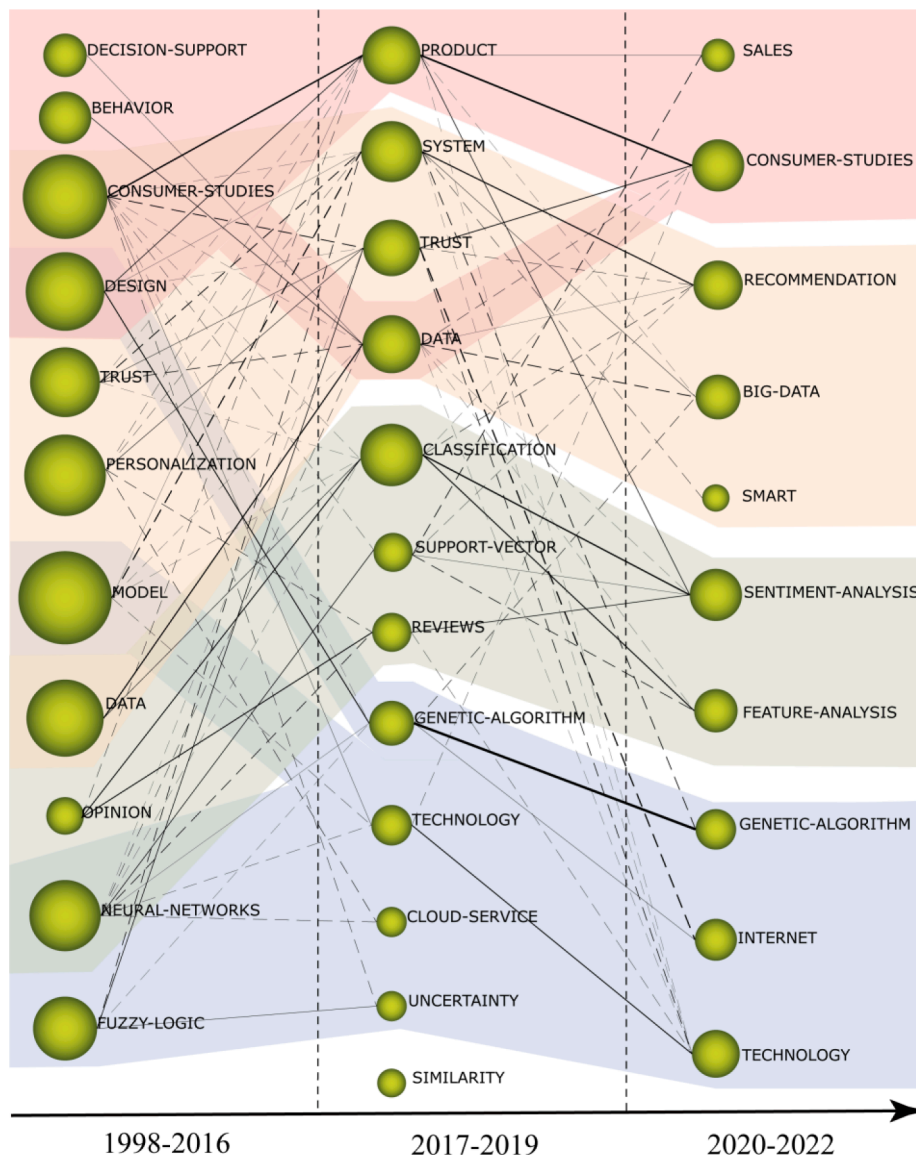 DECISION-SUPPORT
BEHAVIOR
CONSUMER-STUDIES
DESIGN
TRUST
PERSONALIZATION
MODEL
DATA
OPINION
NEURAL-NETWORKS
FUZZY-LOGIC
PRODUCT
SYSTEM
TRUST
DATA
CLASSIFICATION
SUPPORT-VECTOR
REVIEWS
GENETIC-ALGORITHM
TECHNOLOGY
CLOUD-SERVICE
UNCERTAINTY
SIMILARITY
SALES
CONSUMER-STUDIES
RECOMMENDATION
BIG-DATA
SMART
SENTIMENT-ANALYSIS
FEATURE-ANALYSIS
GENETIC-ALGORITHM
INTERNET
TECHNOLOGY
1998-2016
2017-2019
2020-2022